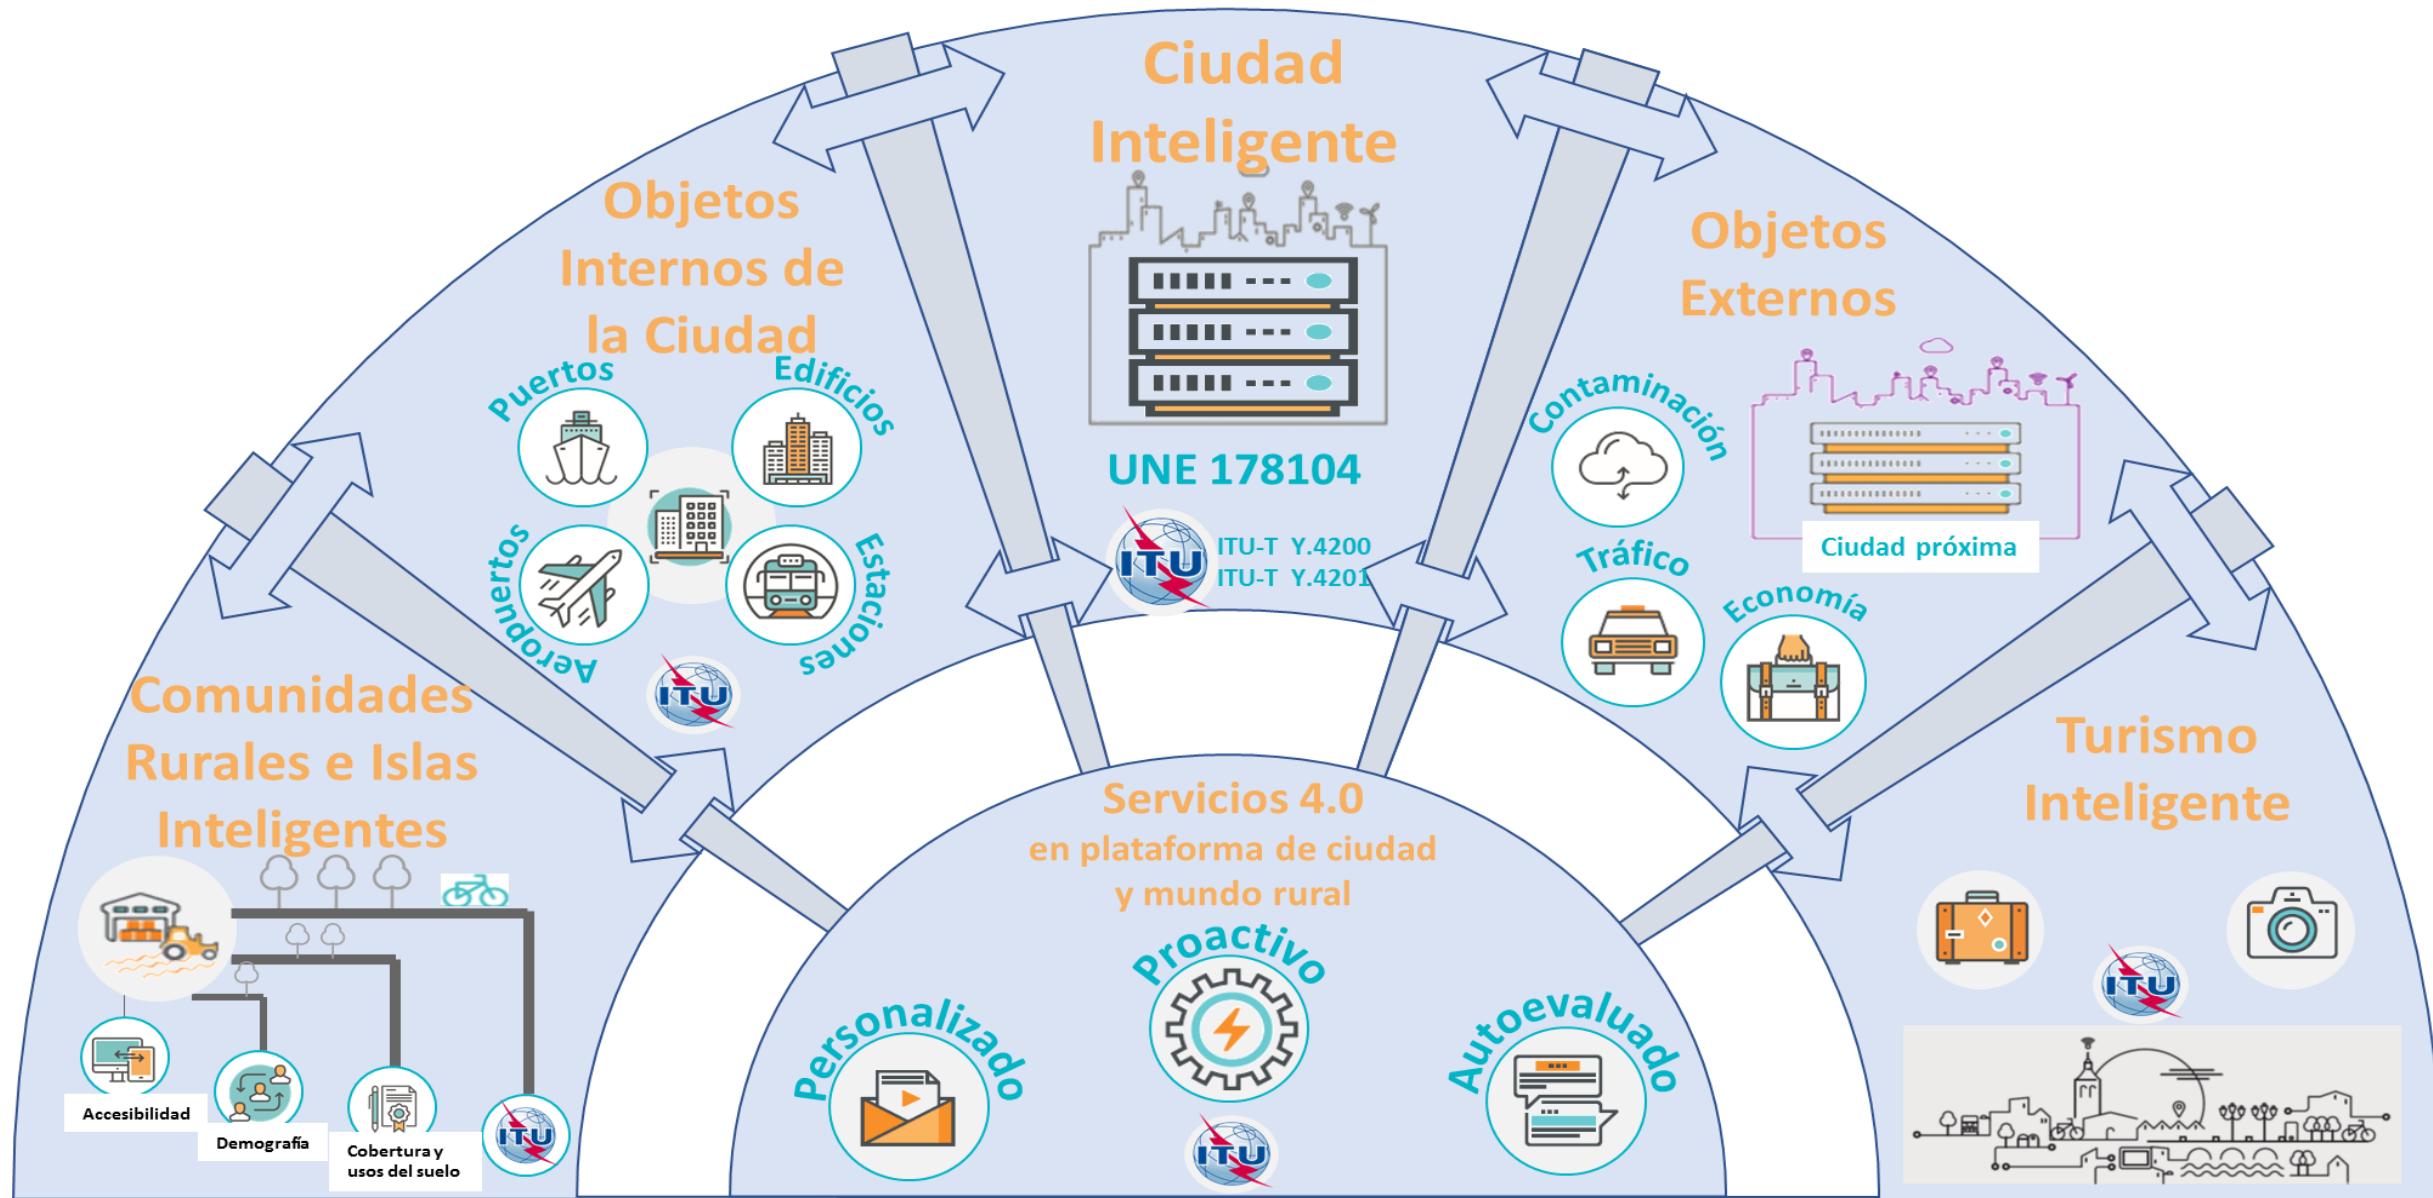 Ciudad
Inteligente
UNE 178104
ITU
ITU-T Y.4200
ITU-T Y.4201
Objetos
Internos de
la Ciudad
Puertos
Edificios
Aeropuertos
Estaciones
ITU
Objetos
Externos
Contaminación
Ciudad próxima
Tráfico
Economía
Comunidades
Rurales e Islas
Inteligentes
Accesibilidad
Demografía
Cobertura y
usos del suelo
ITU
Servicios 4.0
en plataforma de ciudad
y mundo rural
Personalizado
Proactivo
Autoevaluado
ITU
Turismo
Inteligente
ITU